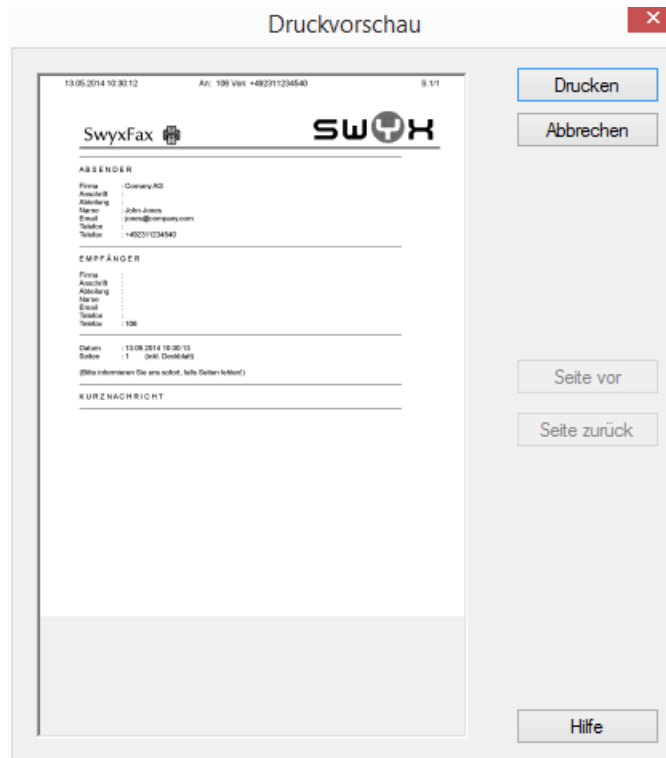 Druckvorschau
13.05.2014 10:30:12 An: 106 Von: +492311234540 S.1/1
SwyxFax swyx
ABSENDER
Firma : Comany AG
Anschrift :
Abteilung :
Name : John Jones
Email : jones@company.com
Telefon :
Telefax : +492311234540
EMPFÄNGER
Firma :
Anschrift :
Abteilung :
Name :
Email :
Telefon :
Telefax : 106
Datum : 13.05.2014 10:30:13
Seiten : 1 (inkl. Deckblatt)
(Bitte informieren Sie uns sofort, falls Seiten fehlen!)
KURZNACHRICHT
Drucken
Abbrechen
Seite vor
Seite zurück
Hilfe